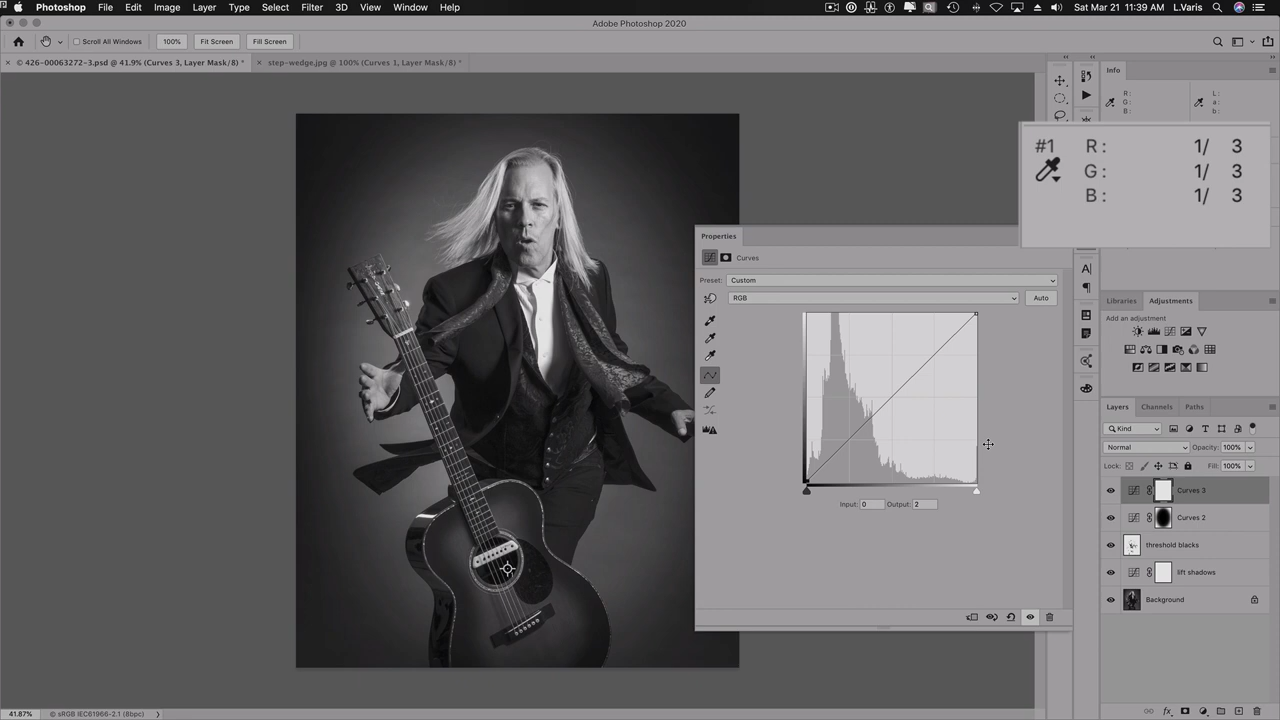 Photoshop File Edit Image Layer Type Select Filter 3D View Window Help Sat Mar 21 11:39 AM L.Varis
Adobe Photoshop 2020
Scroll All Windows 100% Fit Screen Fill Screen
× © 426-00063272-3.psd @ 41.9% (Curves 3, Layer Mask/8) * × step-wedge.jpg @ 100% (Curves 1, Layer Mask/8) *
Info
R: L:
G: a:
B: b:
#1 R: 1/ 3
G: 1/ 3
B: 1/ 3
Properties
Curves
Preset: Custom
RGB Auto
Input: 0 Output: 2
Libraries Adjustments
Add an adjustment
Layers Channels Paths
Kind
Normal Opacity: 100%
Lock: Fill: 100%
Curves 3
Curves 2
threshold blacks
lift shadows
Background
fx
41.87% © sRGB IEC61966-2.1 (8bpc)